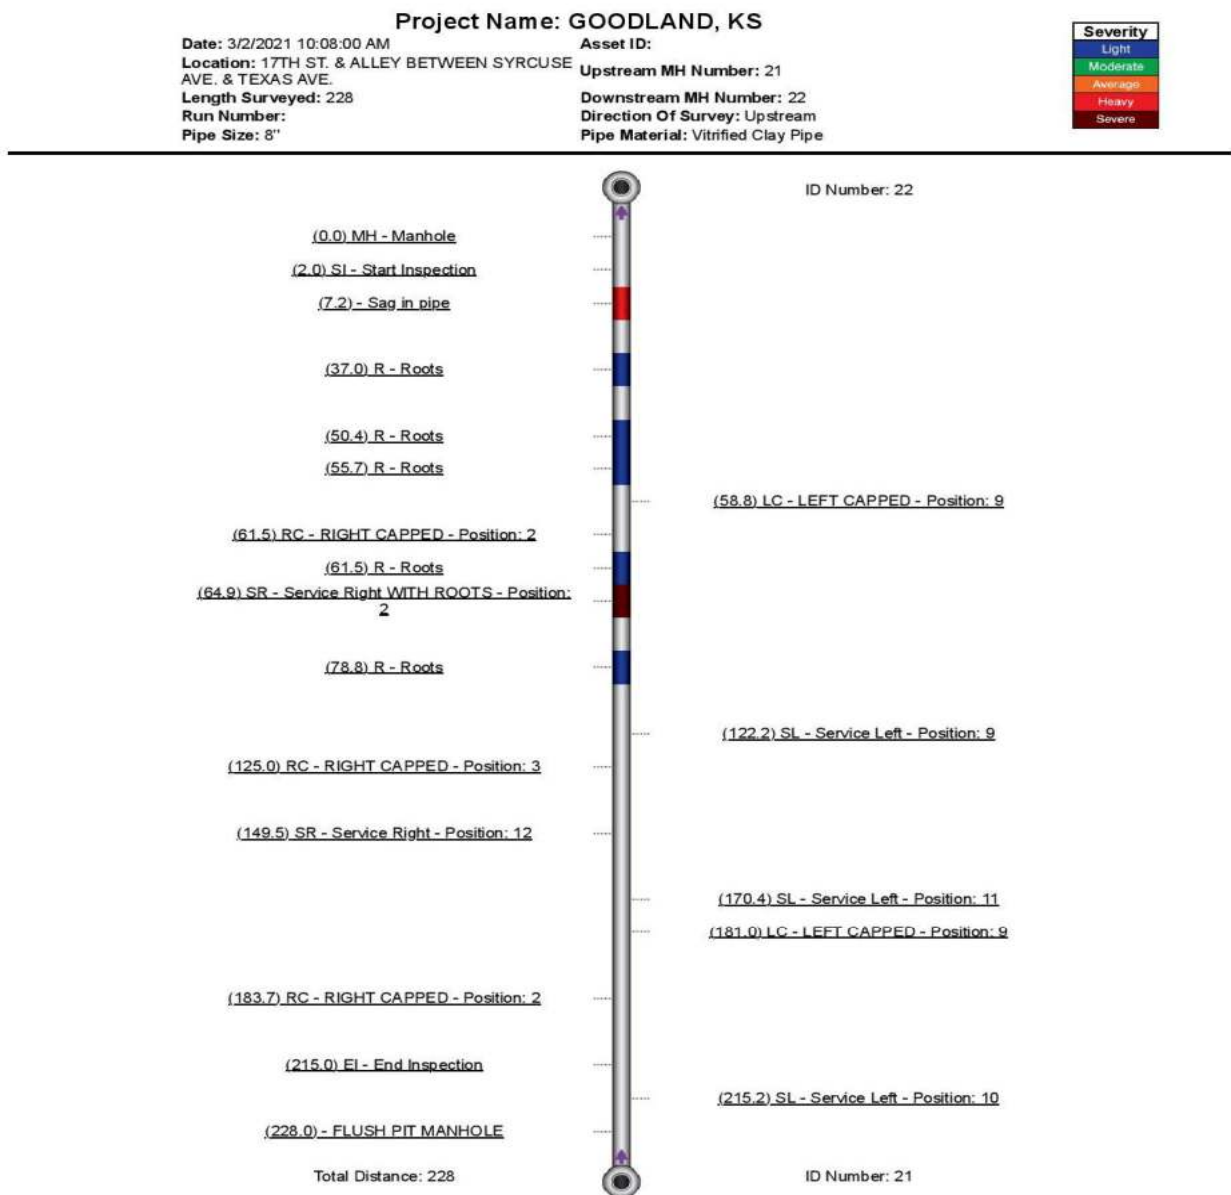 Project Name: GOODLAND, KS
Date: 3/2/2021 10:08:00 AM
Location: 17TH ST. & ALLEY BETWEEN SYRCUSE
AVE. & TEXAS AVE.
Length Surveyed: 228
Run Number:
Pipe Size: 8"
Asset ID:
Upstream MH Number: 21
Downstream MH Number: 22
Direction Of Survey: Upstream
Pipe Material: Vitrified Clay Pipe
Severity
Light
Moderate
Average
Heavy
Severe
ID Number: 22
(0.0) MH - Manhole
(2.0) SI - Start Inspection
(7.2) - Sag in pipe
(37.0) R - Roots
(50.4) R - Roots
(55.7) R - Roots
(58.8) LC - LEFT CAPPED - Position: 9
(61.5) RC - RIGHT CAPPED - Position: 2
(61.5) R - Roots
(64.9) SR - Service Right WITH ROOTS - Position:
2
(78.8) R - Roots
(122.2) SL - Service Left - Position: 9
(125.0) RC - RIGHT CAPPED - Position: 3
(149.5) SR - Service Right - Position: 12
(170.4) SL - Service Left - Position: 11
(181.0) LC - LEFT CAPPED - Position: 9
(183.7) RC - RIGHT CAPPED - Position: 2
(215.0) EI - End Inspection
(215.2) SL - Service Left - Position: 10
(228.0) - FLUSH PIT MANHOLE
Total Distance: 228
ID Number: 21